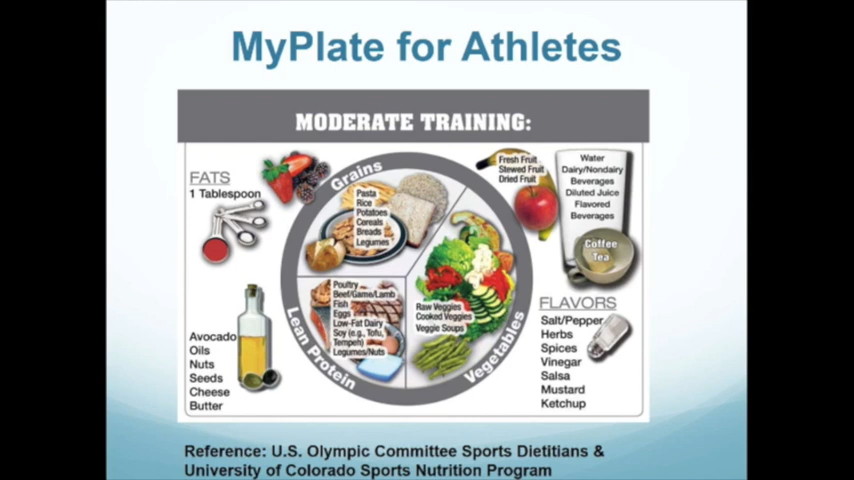 MyPlate for Athletes
MODERATE TRAINING:
FATS
1 Tablespoon
Grains
Pasta
Rice
Potatoes
Cereals
Breads
Legumes
Fresh Fruit
Stewed Fruit
Dried Fruit
Water
Dairy/Nondairy
Beverages
Diluted Juice
Flavored
Beverages
Coffee
Tea
Avocado
Oils
Nuts
Seeds
Cheese
Butter
Lean Protein
Poultry
Beef/Game/Lamb
Fish
Eggs
Low-Fat Dairy
Soy (e.g., Tofu,
Tempeh)
Legumes/Nuts
Raw Veggies
Cooked Veggies
Veggie Soups
Vegetables
FLAVORS
Salt/Pepper
Herbs
Spices
Vinegar
Salsa
Mustard
Ketchup
Reference: U.S. Olympic Committee Sports Dietitians &
University of Colorado Sports Nutrition Program